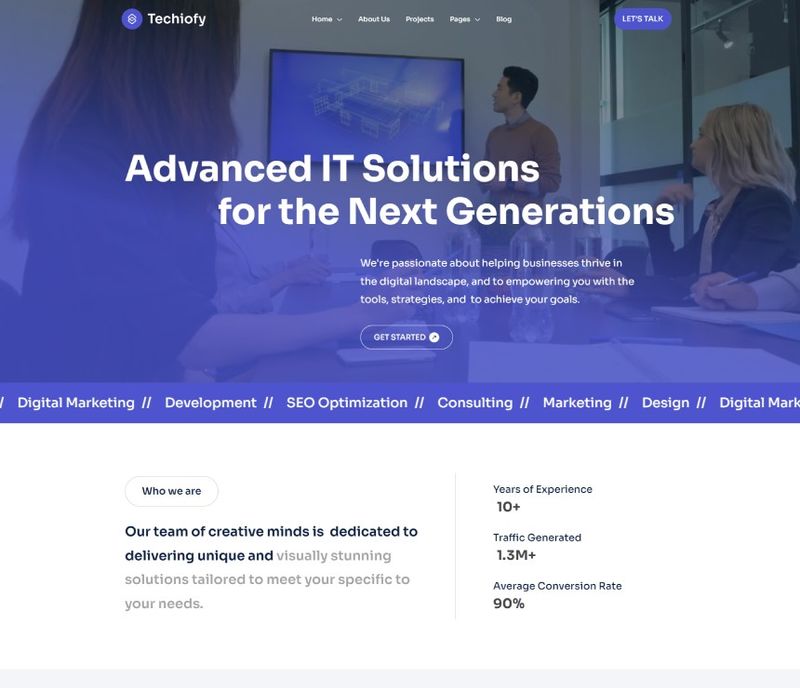 Techiofy
Home About Us Projects Pages Blog
LET'S TALK
Advanced IT Solutions
for the Next Generations
We're passionate about helping businesses thrive in
the digital landscape, and to empowering you with the
tools, strategies, and to achieve your goals.
GET STARTED
// Digital Marketing // Development // SEO Optimization // Consulting // Marketing // Design // Digital Mark
Who we are
Our team of creative minds is dedicated to
delivering unique and visually stunning
solutions tailored to meet your specific to
your needs.
Years of Experience
10+
Traffic Generated
1.3M+
Average Conversion Rate
90%